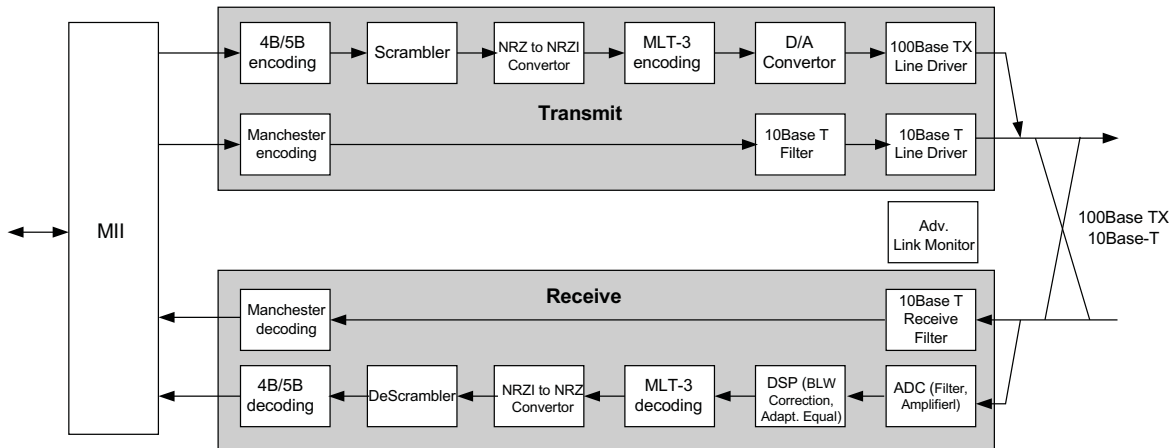 4B/5B
encoding
Scrambler
NRZ to NRZI
Convertor
MLT-3
encoding
D/A
Convertor
100Base TX
Line Driver
Transmit
Manchester
encoding
10Base T
Filter
10Base T
Line Driver
MII
Adv.
Link Monitor
100Base TX
10Base-T
Receive
Manchester
decoding
10Base T
Receive
Filter
4B/5B
decoding
DeScrambler
NRZI to NRZ
Convertor
MLT-3
decoding
DSP (BLW
Correction,
Adapt. Equal)
ADC (Filter,
Amplifierl)